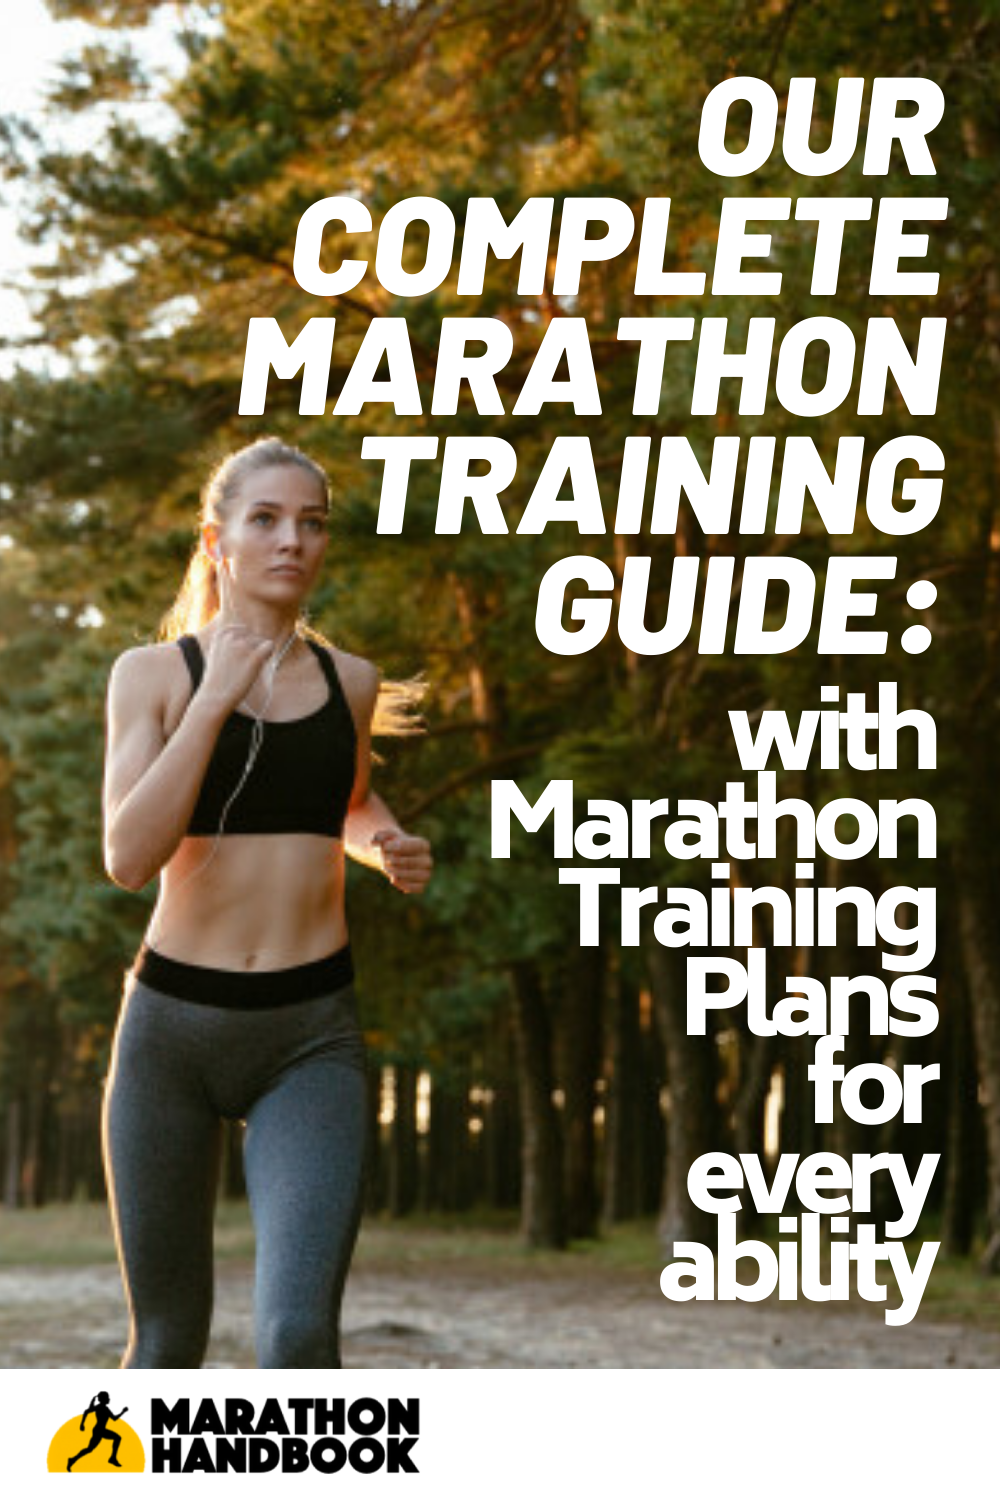 OUR
COMPLETE
MARATHON
TRAINING
GUIDE:
with
Marathon
Training
Plans
for
every
ability
MARATHON
HANDBOOK